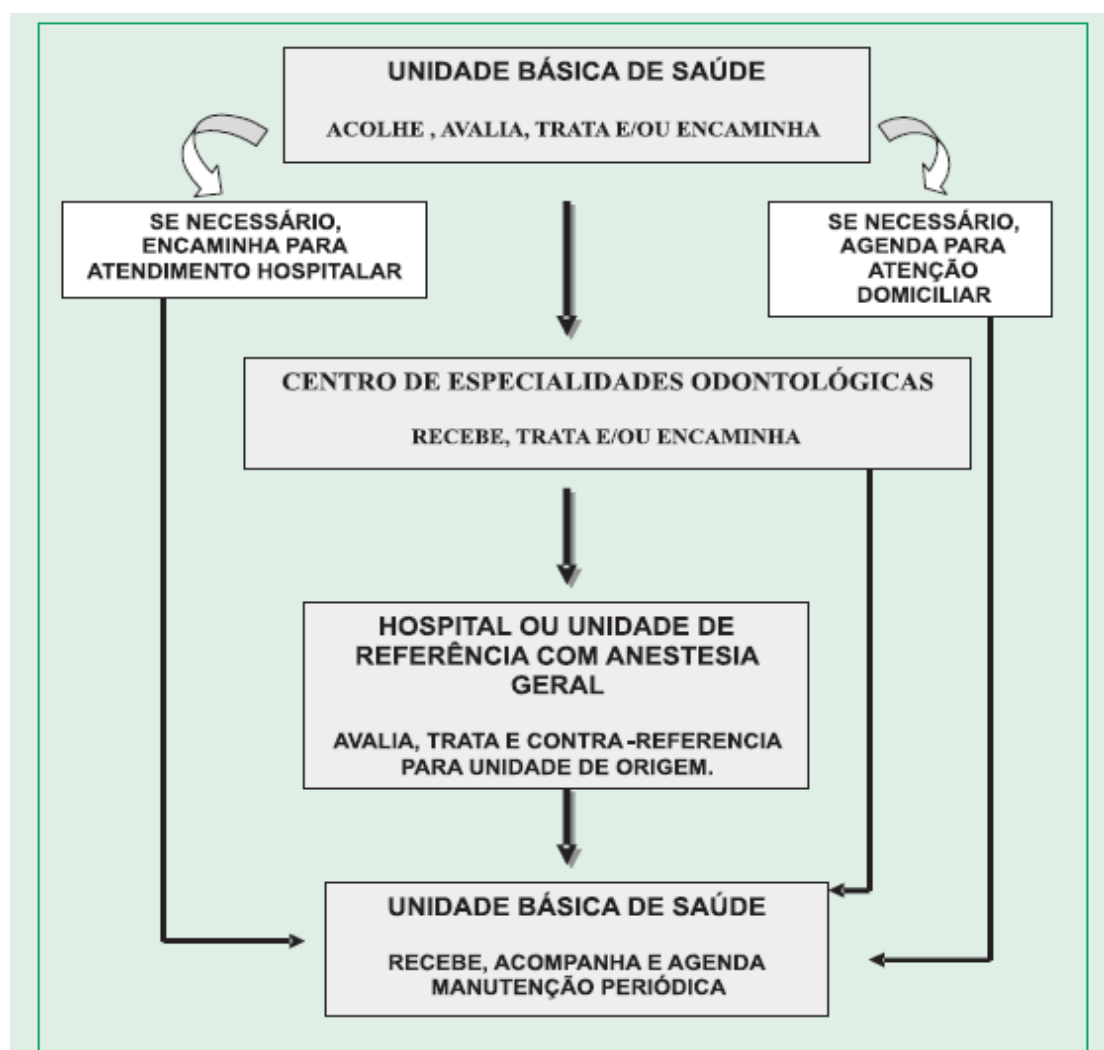 UNIDADE BÁSICA DE SAÚDE
ACOLHE , AVALIA, TRATA E/OU ENCAMINHA
SE NECESSÁRIO,
ENCAMINHA PARA
ATENDIMENTO HOSPITALAR
SE NECESSÁRIO,
AGENDA PARA
ATENÇÃO
DOMICILIAR
CENTRO DE ESPECIALIDADES ODONTOLÓGICAS
RECEBE, TRATA E/OU ENCAMINHA
HOSPITAL OU UNIDADE DE
REFERÊNCIA COM ANESTESIA
GERAL
AVALIA, TRATA E CONTRA-REFERENCIA
PARA UNIDADE DE ORIGEM.
UNIDADE BÁSICA DE SAÚDE
RECEBE, ACOMPANHA E AGENDA
MANUTENÇÃO PERIÓDICA